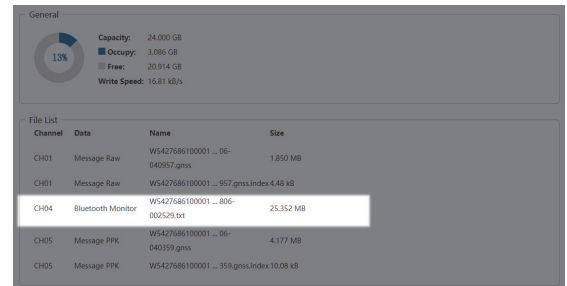 General
13%
Capacity: 24.000 GB
Occupy: 3.086 GB
Free: 20.914 GB
Write Speed: 16.81 kB/s
File List
Channel Data Name Size
CH01 Message Raw W5427686100001 ... 06-040957.gnss 1.850 MB
CH01 Message Raw W5427686100001 ... 957.gnss.index 4.48 kB
CH04 Bluetooth Monitor W5427686100001 ... 806-002529.txt 25.352 MB
CH05 Message PPK W5427686100001 ... 06-040359.gnss 4.177 MB
CH05 Message PPK W5427686100001 ... 359.gnss.index 10.08 kB